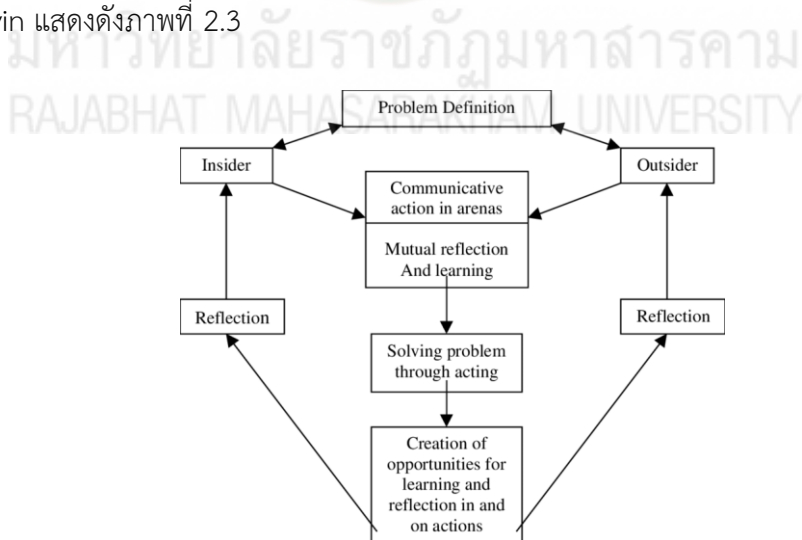 แสดงดังภาพที่ 2.3
มหาวิทยาลัยราชภัฏมหาสารคาม
RAJABHAT MAHASARAKHAM UNIVERSITY
Problem Definition
Insider
Outsider
Communicative
action in arenas
Mutual reflection
And learning
Reflection
Reflection
Solving problem
through acting
Creation of
opportunities for
learning and
reflection in and
on actions